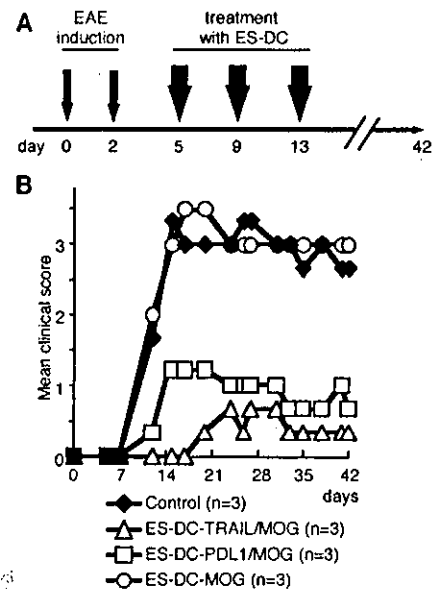 A
EAE induction
treatment with ES-DC
day 0 2 5 9 13 42
B
Mean clinical score
3
2
1
0
0 7 14 21 28 35 42
days
Control (n=3)
ES-DC-TRAIL/MOG (n=3)
ES-DC-PDL1/MOG (n=3)
ES-DC-MOG (n=3)